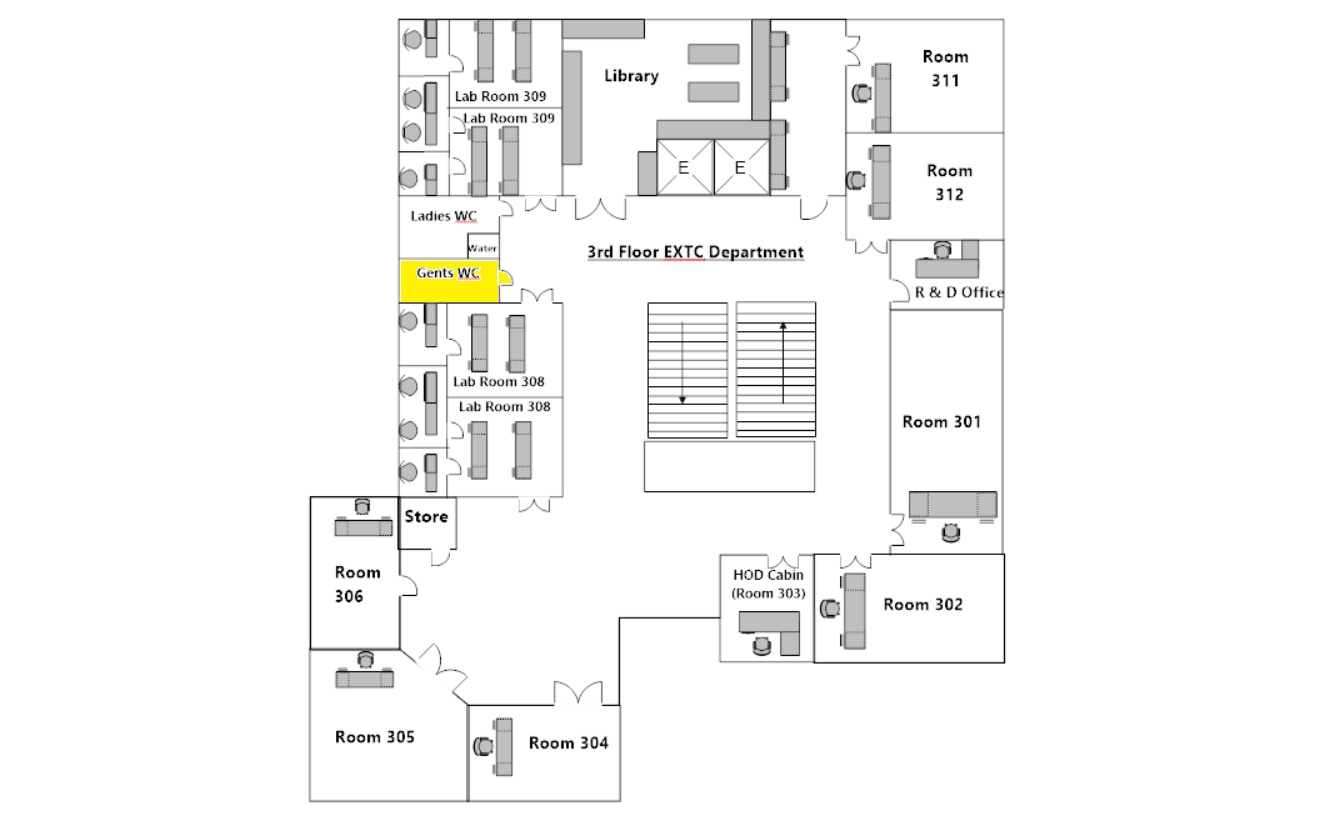 Library
Room
311
Lab Room 309
Lab Room 309
E
E
Room
312
Ladies WC
Water
3rd Floor EXTC Department
Gents WC
R & D Office
Lab Room 308
Lab Room 308
Room 301
Store
Room
306
HOD Cabin
(Room 303)
Room 302
Room 305
Room 304